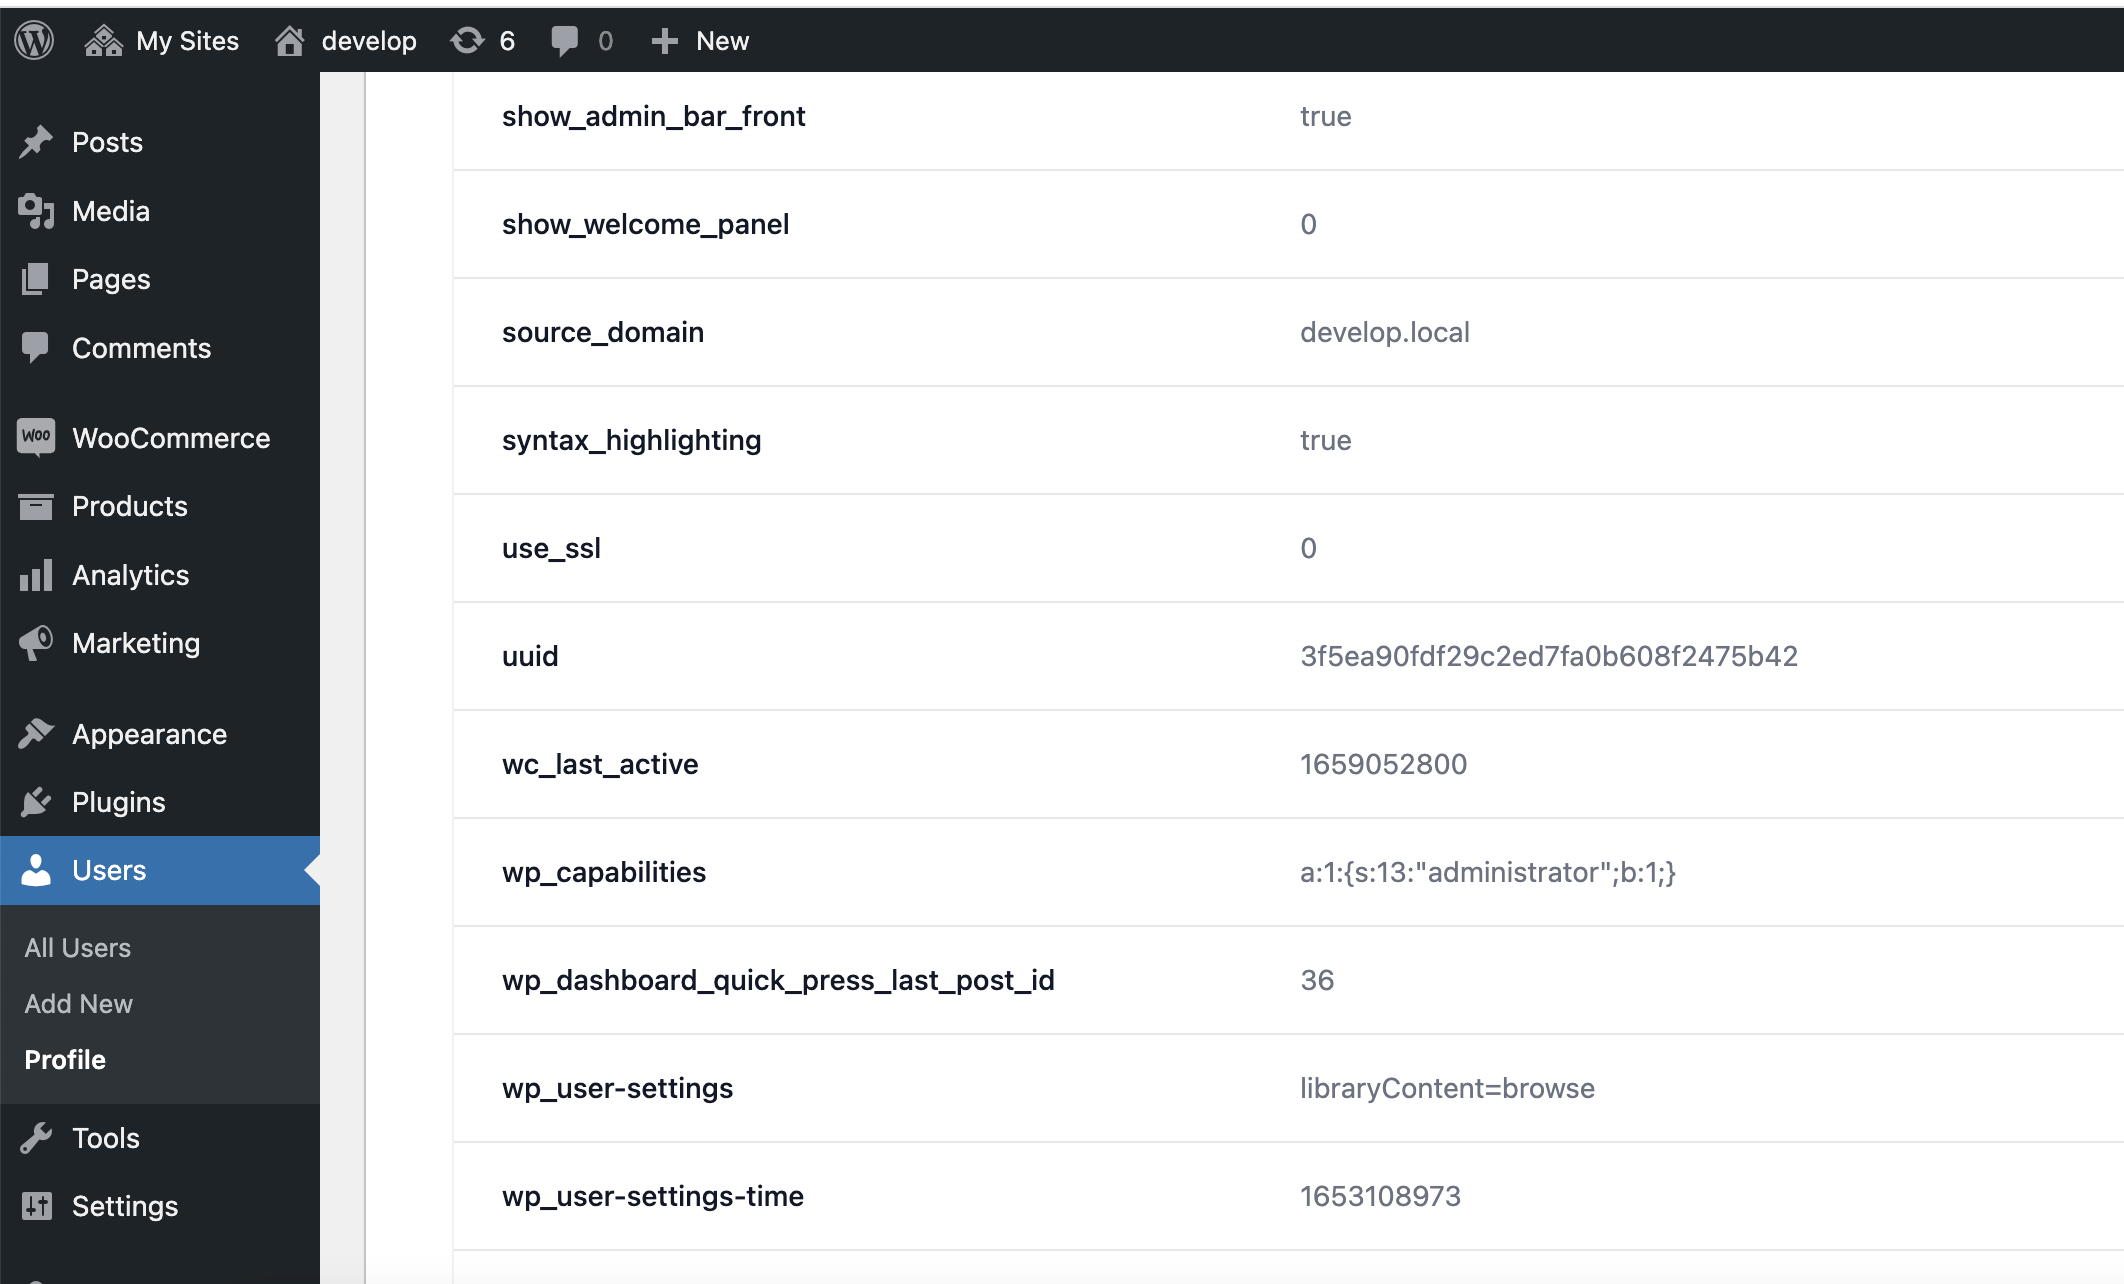 My Sites develop 6 0 New
Posts
Media
Pages
Comments
Woo WooCommerce
Products
Analytics
Marketing
Appearance
Plugins
Users
All Users
Add New
Profile
Tools
Settings
show_admin_bar_front true
show_welcome_panel 0
source_domain develop.local
syntax_highlighting true
use_ssl 0
uuid 3f5ea90fdf29c2ed7fa0b608f2475b42
wc_last_active 1659052800
wp_capabilities a:1:{s:13:"administrator";b:1;}
wp_dashboard_quick_press_last_post_id 36
wp_user-settings libraryContent=browse
wp_user-settings-time 1653108973